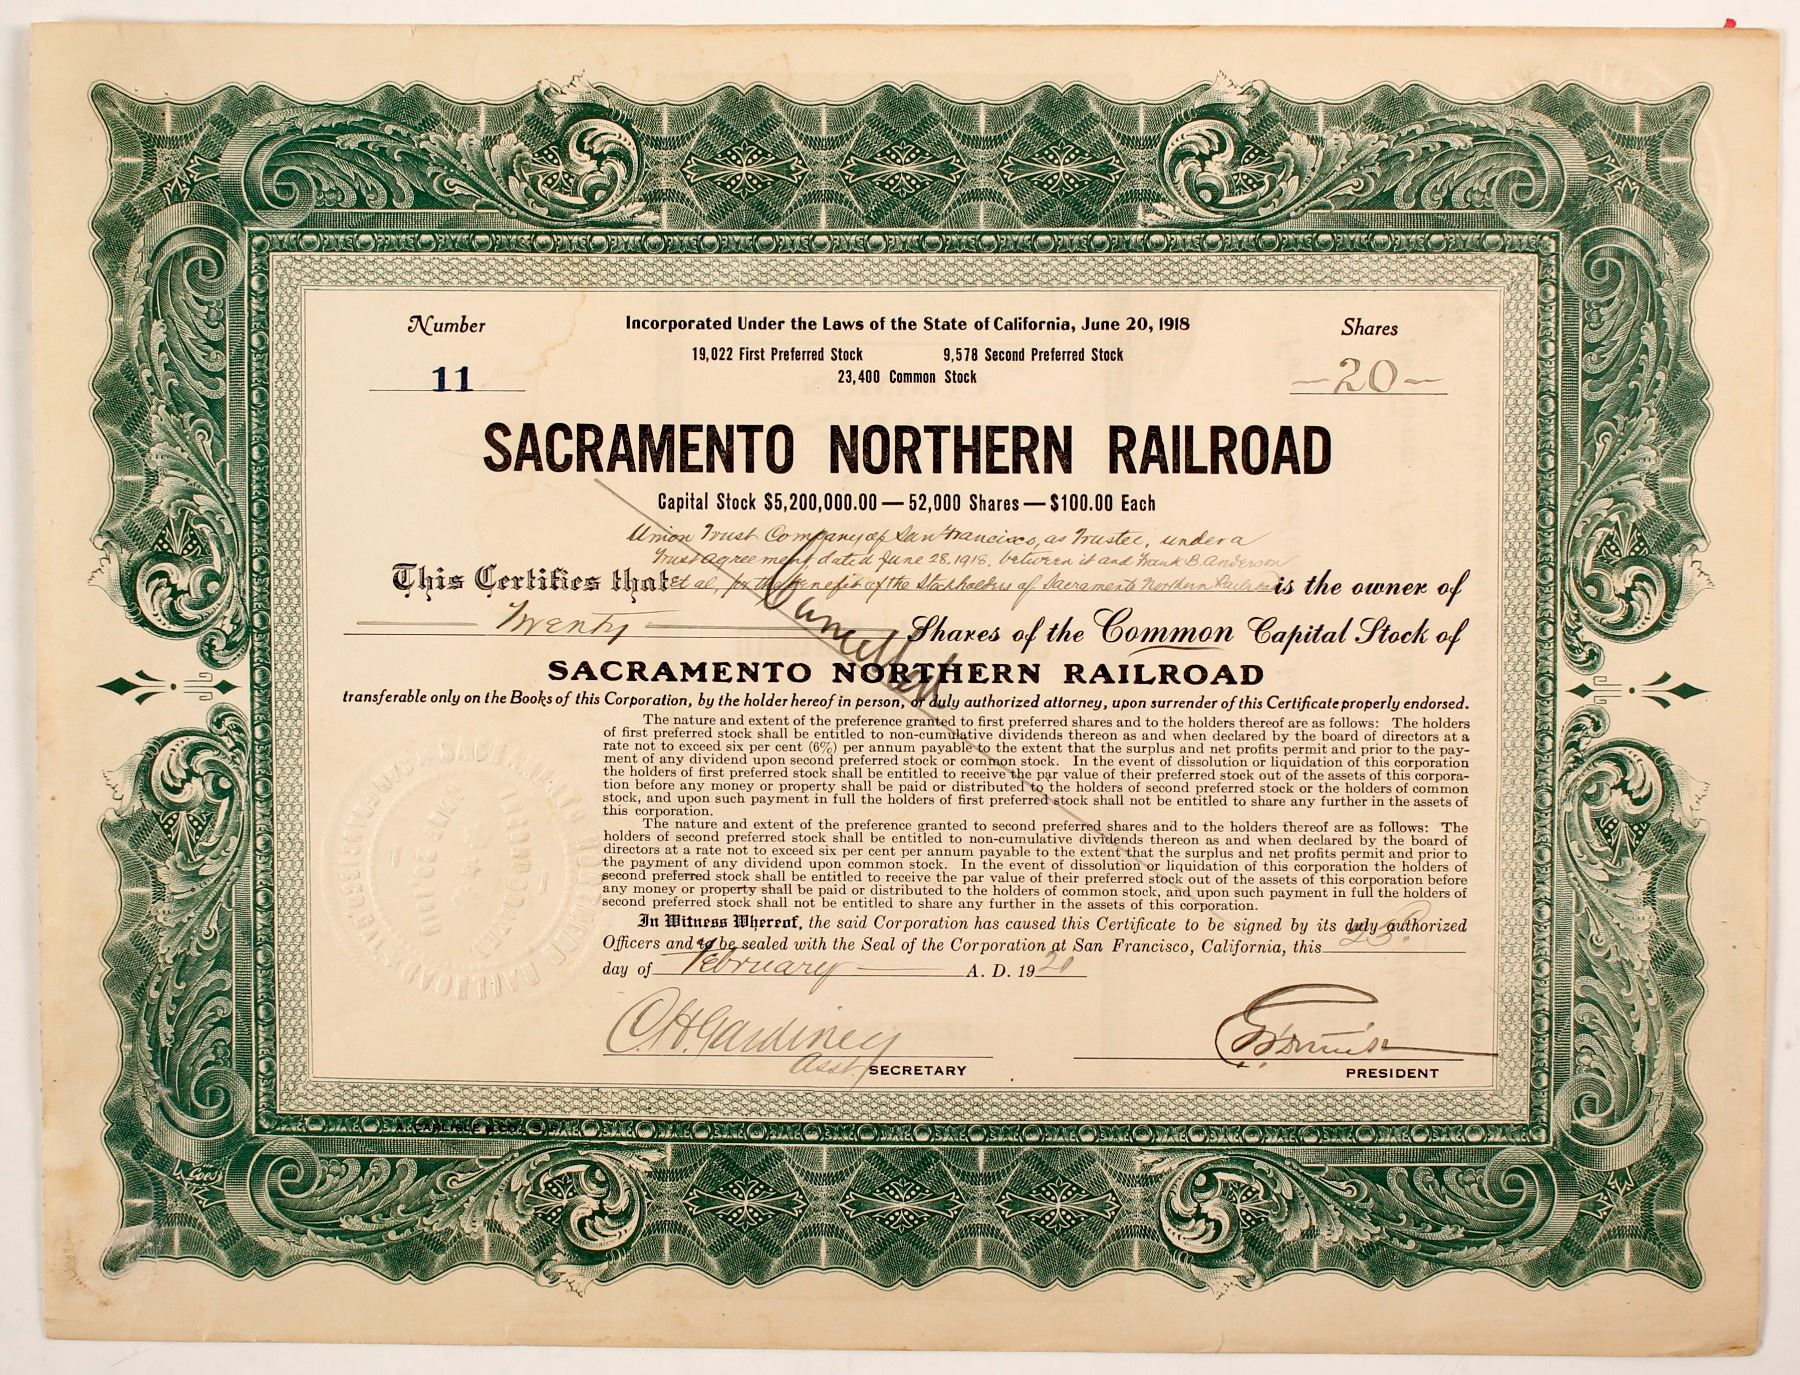 Number
Incorporated Under the Laws of the State of California, June 20, 1918
Shares
19,022 First Preferred Stock 9,578 Second Preferred Stock
11
23,400 Common Stock
—20—
SACRAMENTO NORTHERN RAILROAD
Capital Stock $5,200,000.00 — 52,000 Shares — $100.00 Each
Union Trust Company of San Francisco, as Trustee, under a
Trust agreement dated June 28, 1918, between it and Frank B. Anderson
This Certifies that et al, for the benefit of the Stockholders of Sacramento Northern Railroad is the owner of
Twenty Shares of the Common Capital Stock of
Cancelled
SACRAMENTO NORTHERN RAILROAD
transferable only on the Books of this Corporation, by the holder hereof in person, or duly authorized attorney, upon surrender of this Certificate properly endorsed.
The nature and extent of the preference granted to first preferred shares and to the holders thereof are as follows: The holders
of first preferred stock shall be entitled to non-cumulative dividends thereon as and when declared by the board of directors at a
rate not to exceed six per cent (6%) per annum payable to the extent that the surplus and net profits permit and prior to the pay-
ment of any dividend upon second preferred stock or common stock. In the event of dissolution or liquidation of this corporation
the holders of first preferred stock shall be entitled to receive the par value of their preferred stock out of the assets of this corpora-
tion before any money or property shall be paid or distributed to the holders of second preferred stock or the holders of common
stock, and upon such payment in full the holders of first preferred stock shall not be entitled to share any further in the assets of
this corporation.
The nature and extent of the preference granted to second preferred shares and to the holders thereof are as follows: The
holders of second preferred stock shall be entitled to non-cumulative dividends thereon as and when declared by the board of
directors at a rate not to exceed six per cent per annum payable to the extent that the surplus and net profits permit and prior to
the payment of any dividend upon common stock. In the event of dissolution or liquidation of this corporation the holders of
second preferred stock shall be entitled to receive the par value of their preferred stock out of the assets of this corporation before
any money or property shall be paid or distributed to the holders of common stock, and upon such payment in full the holders of
second preferred stock shall not be entitled to share any further in the assets of this corporation.
In Witness Whereof, the said Corporation has caused this Certificate to be signed by its duly authorized
Officers and to be sealed with the Seal of the Corporation at San Francisco, California, this
day of February A. D. 19
SACRAMENTO NORTHERN RAILROAD SAN FRANCISCO, CAL.
INCORPORATED JUNE 20, 1918
C. H. Gardiney
Asst. SECRETARY
PRESIDENT
A. CARLISLE & CO., S. F.